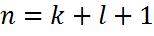 n = k + l + 1